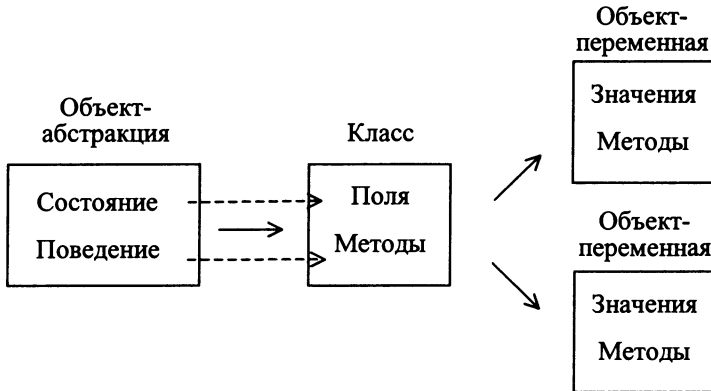 Объект-
абстракция
Состояние
Поведение
Класс
Поля
Методы
Объект-
переменная
Значения
Методы
Объект-
переменная
Значения
Методы